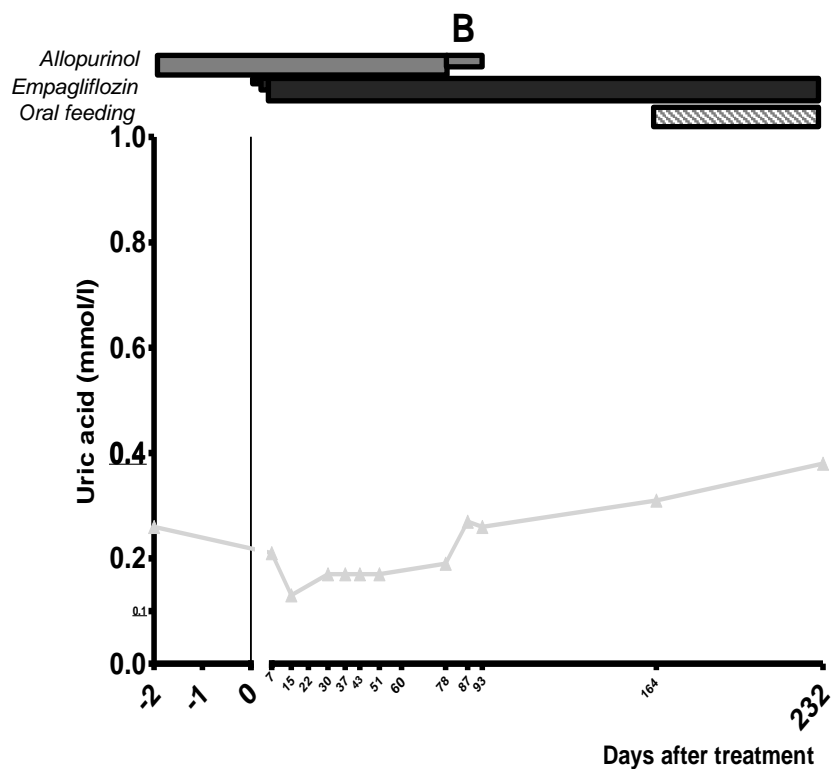 B
Allopurinol
Empagliflozin
Oral feeding
1.0
0.8
0.6
0.4
0.2
0.1
0.0
Uric acid (mmol/l)
-2 -1 0 7 15 22 30 37 43 51 60 78 87 93 164 232
Days after treatment